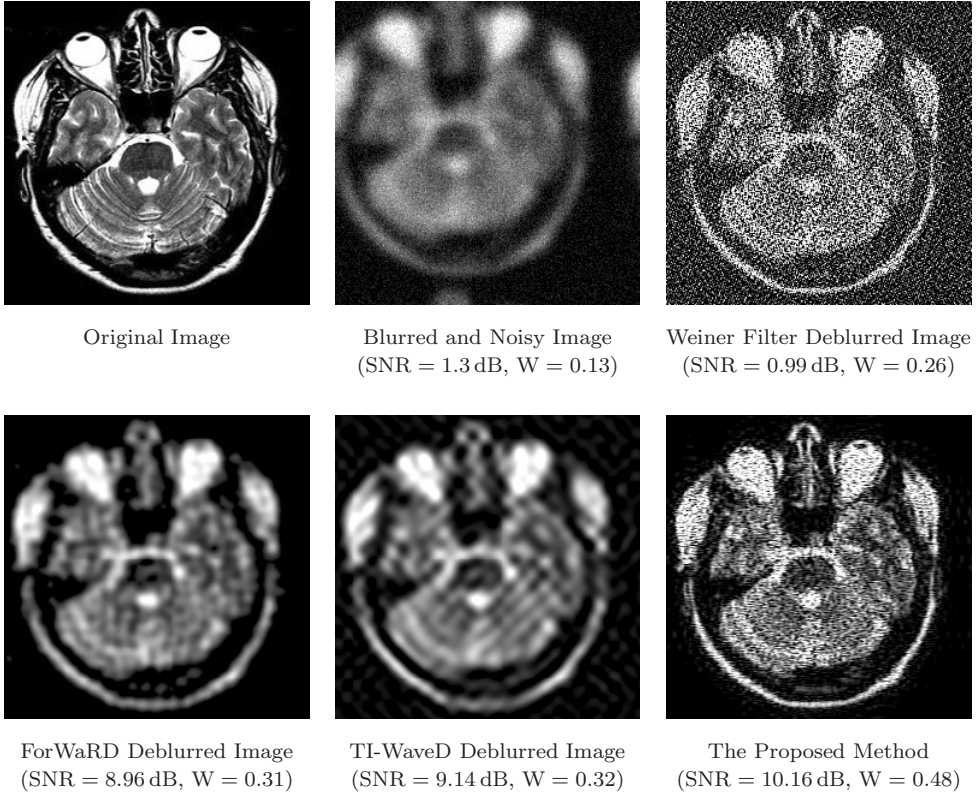 Original Image
Blurred and Noisy Image
(SNR = 1.3 dB, W = 0.13)
Weiner Filter Deblurred Image
(SNR = 0.99 dB, W = 0.26)
ForWaRD Deblurred Image
(SNR = 8.96 dB, W = 0.31)
TI-WaveD Deblurred Image
(SNR = 9.14 dB, W = 0.32)
The Proposed Method
(SNR = 10.16 dB, W = 0.48)